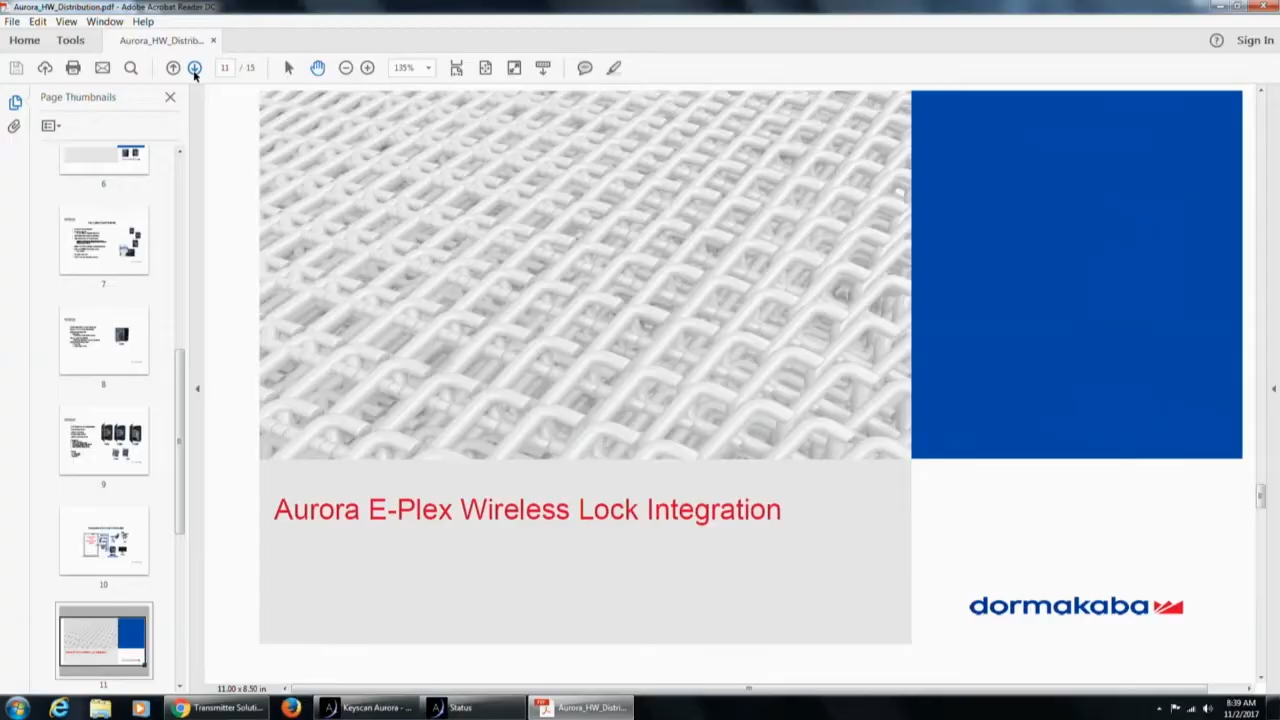 Aurora_HW_Distribution.pdf - Adobe Acrobat Reader DC
File Edit View Window Help
Home Tools Aurora_HW_Distrib... × Sign In
11 / 15 135%
Page Thumbnails
6
7
8
9
10
11
Aurora E-Plex Wireless Lock Integration
dormakaba
11.00 x 8.50 in
Transmitter Soluti... Keyscan Aurora - ... Status Aurora_HW_Distri... 8:39 AM
11/2/2017